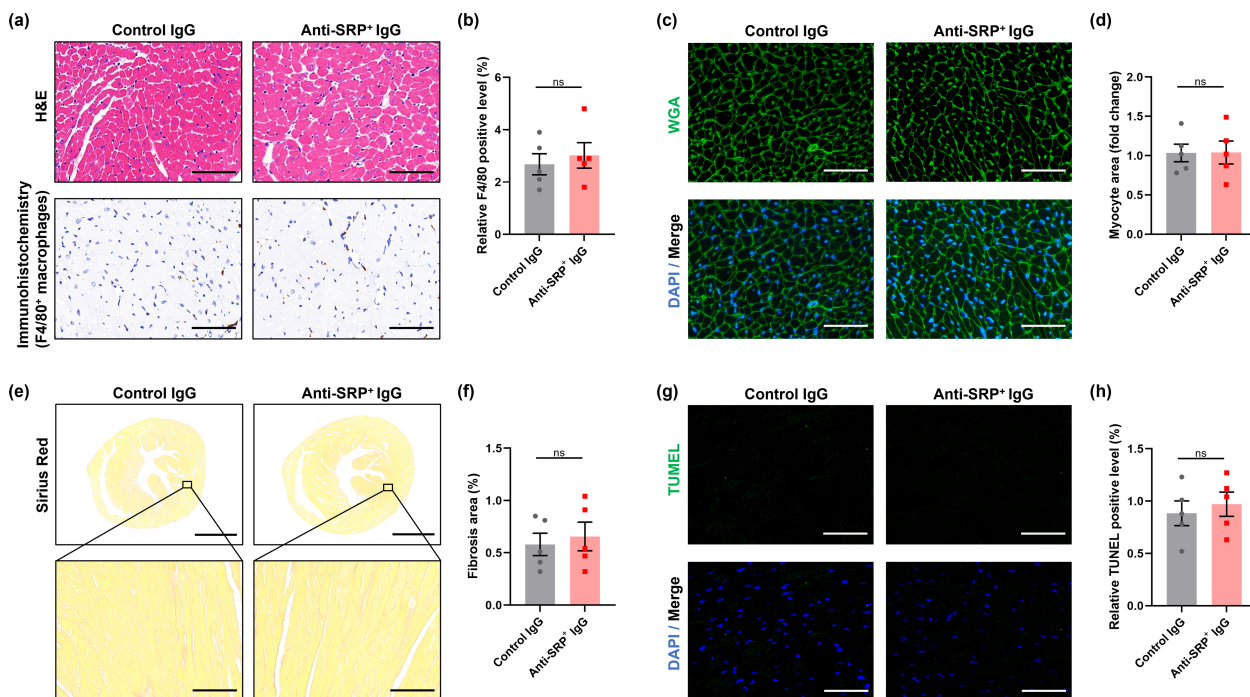 (a)
Control IgG
Anti-SRP⁺ IgG
H&E
Immunohistochemistry
(F4/80⁺ macrophages)
(b)
Relative F4/80 positive level (%)
6
4
2
0
ns
Control IgG
Anti-SRP⁺ IgG
(c)
Control IgG
Anti-SRP⁺ IgG
WGA
DAPI / Merge
(d)
Myocyte area (fold change)
2.0
1.5
1.0
0.5
0.0
ns
Control IgG
Anti-SRP⁺ IgG
(e)
Control IgG
Anti-SRP⁺ IgG
Sirius Red
(f)
Fibrosis area (%)
1.5
1.0
0.5
0.0
ns
Control IgG
Anti-SRP⁺ IgG
(g)
Control IgG
Anti-SRP⁺ IgG
TUMEL
DAPI / Merge
(h)
Relative TUNEL positive level (%)
1.5
1.0
0.5
0.0
ns
Control IgG
Anti-SRP⁺ IgG